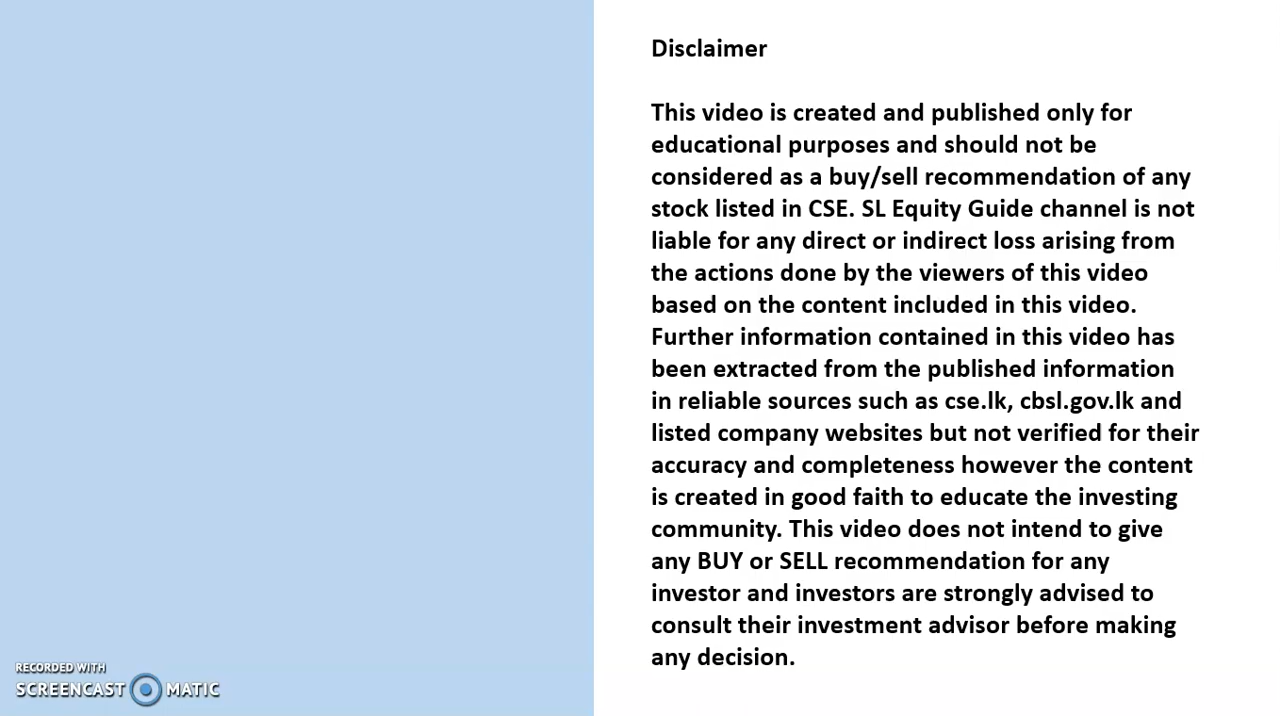 Disclaimer
This video is created and published only for
educational purposes and should not be
considered as a buy/sell recommendation of any
stock listed in CSE. SL Equity Guide channel is not
liable for any direct or indirect loss arising from
the actions done by the viewers of this video
based on the content included in this video.
Further information contained in this video has
been extracted from the published information
in reliable sources such as cse.lk, cbsl.gov.lk and
listed company websites but not verified for their
accuracy and completeness however the content
is created in good faith to educate the investing
community. This video does not intend to give
any BUY or SELL recommendation for any
investor and investors are strongly advised to
consult their investment advisor before making
any decision.
RECORDED WITH
SCREENCAST MATIC